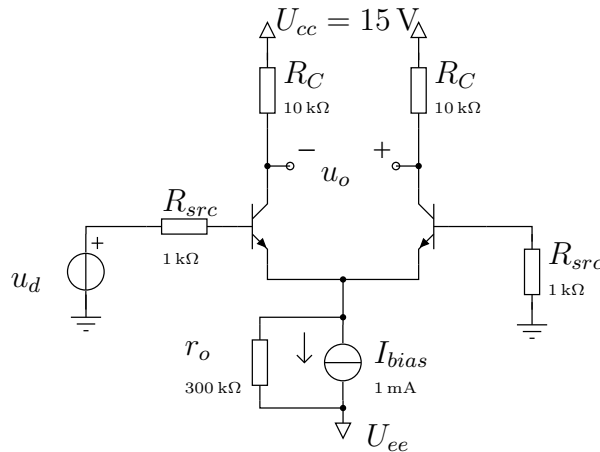 U_cc = 15 V
R_C
10 kΩ
R_C
10 kΩ
−
+
u_o
R_src
1 kΩ
+
u_d
R_src
1 kΩ
r_o
300 kΩ
I_bias
1 mA
U_ee